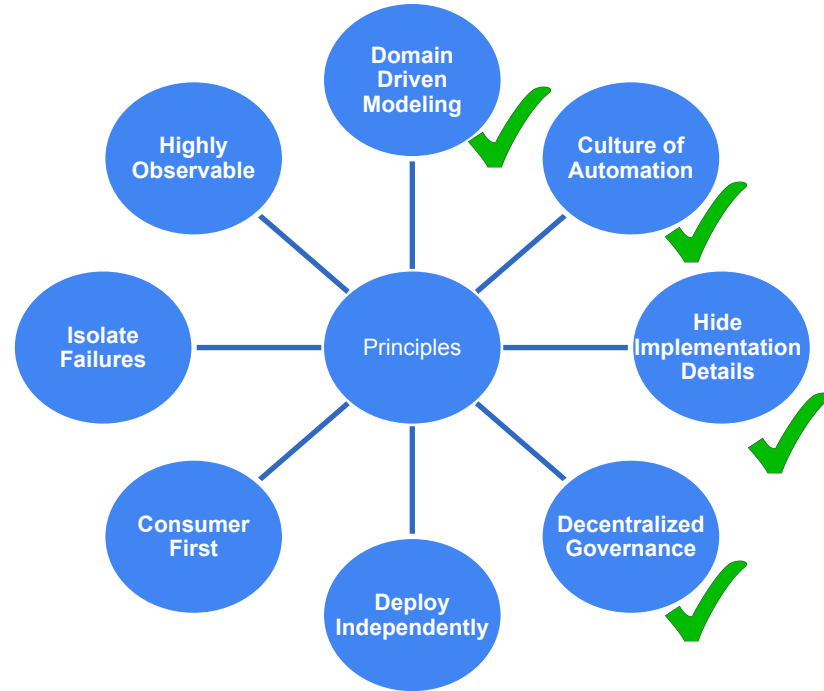 Domain
Driven
Modeling
Culture of
Automation
Hide
Implementation
Details
Decentralized
Governance
Deploy
Independently
Consumer
First
Isolate
Failures
Highly
Observable
Principles